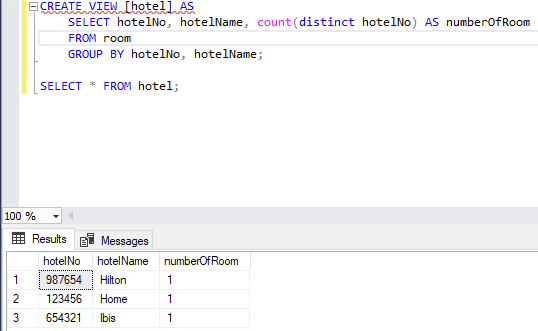 CREATE VIEW [hotel] AS
SELECT hotelNo, hotelName, count(distinct hotelNo) AS numberOfRoom
FROM room
GROUP BY hotelNo, hotelName;
SELECT * FROM hotel;
100 %
Results Messages
hotelNo hotelName numberOfRoom
1 987654 Hilton 1
2 123456 Home 1
3 654321 Ibis 1